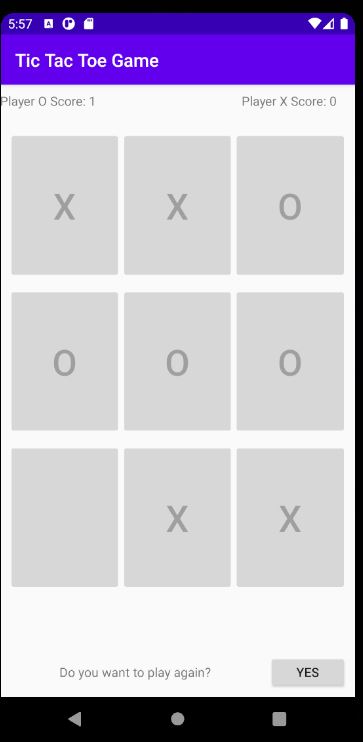 5:57 A
Tic Tac Toe Game
Player O Score: 1 Player X Score: 0
X X O
O O O
X X
Do you want to play again? YES